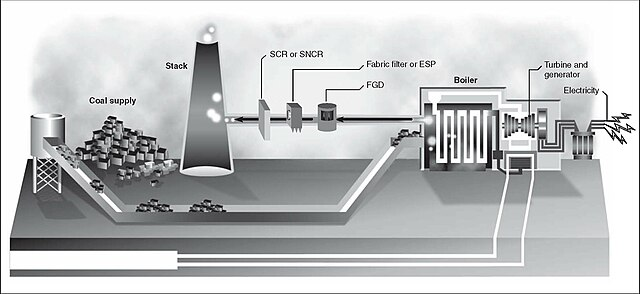 SCR or SNCR
Stack
Fabric filter or ESP
FGD
Coal supply
Boiler
Turbine and
generator
Electricity